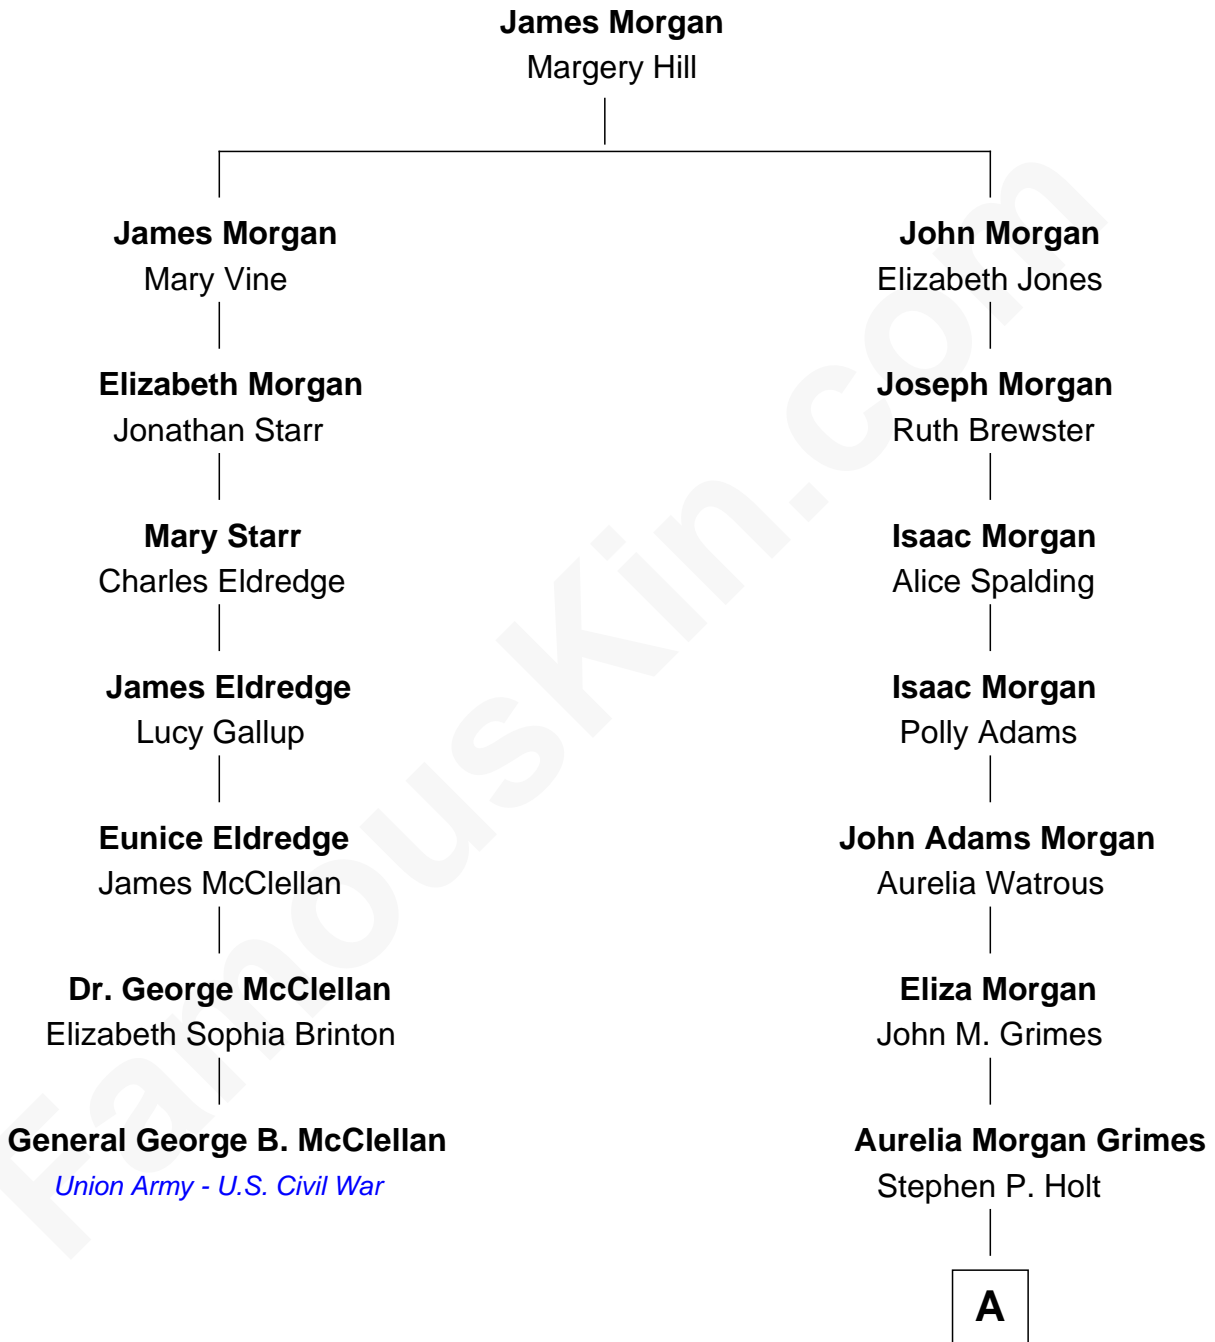 James Morgan
Margery Hill
James Morgan
Mary Vine
Elizabeth Morgan
Jonathan Starr
Mary Starr
Charles Eldredge
James Eldredge
Lucy Gallup
Eunice Eldredge
James McClellan
Dr. George McClellan
Elizabeth Sophia Brinton
General George B. McClellan
Union Army - U.S. Civil War
John Morgan
Elizabeth Jones
Joseph Morgan
Ruth Brewster
Isaac Morgan
Alice Spalding
Isaac Morgan
Polly Adams
John Adams Morgan
Aurelia Watrous
Eliza Morgan
John M. Grimes
Aurelia Morgan Grimes
Stephen P. Holt
A
FamousKin.com